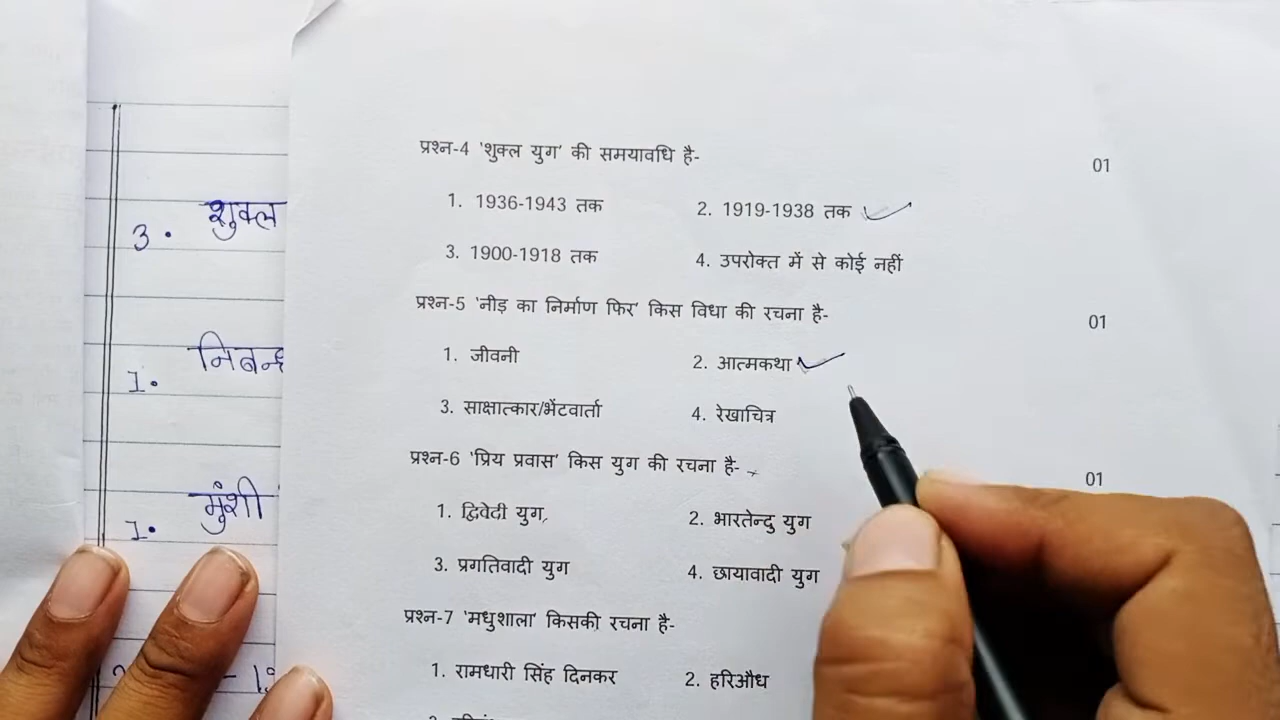 3. शुक्ल
1. निबन्ध
1. मुंशी
प्रश्न-4 'शुक्ल युग' की समयावधि है- 01
1. 1936-1943 तक 2. 1919-1938 तक
3. 1900-1918 तक 4. उपरोक्त में से कोई नहीं
प्रश्न-5 'नीड़ का निर्माण फिर' किस विधा की रचना है- 01
1. जीवनी 2. आत्मकथा
3. साक्षात्कार/भेंटवार्ता 4. रेखाचित्र
प्रश्न-6 'प्रिय प्रवास' किस युग की रचना है- 01
1. द्विवेदी युग 2. भारतेन्दु युग
3. प्रगतिवादी युग 4. छायावादी युग
प्रश्न-7 'मधुशाला' किसकी रचना है-
1. रामधारी सिंह दिनकर 2. हरिऔध